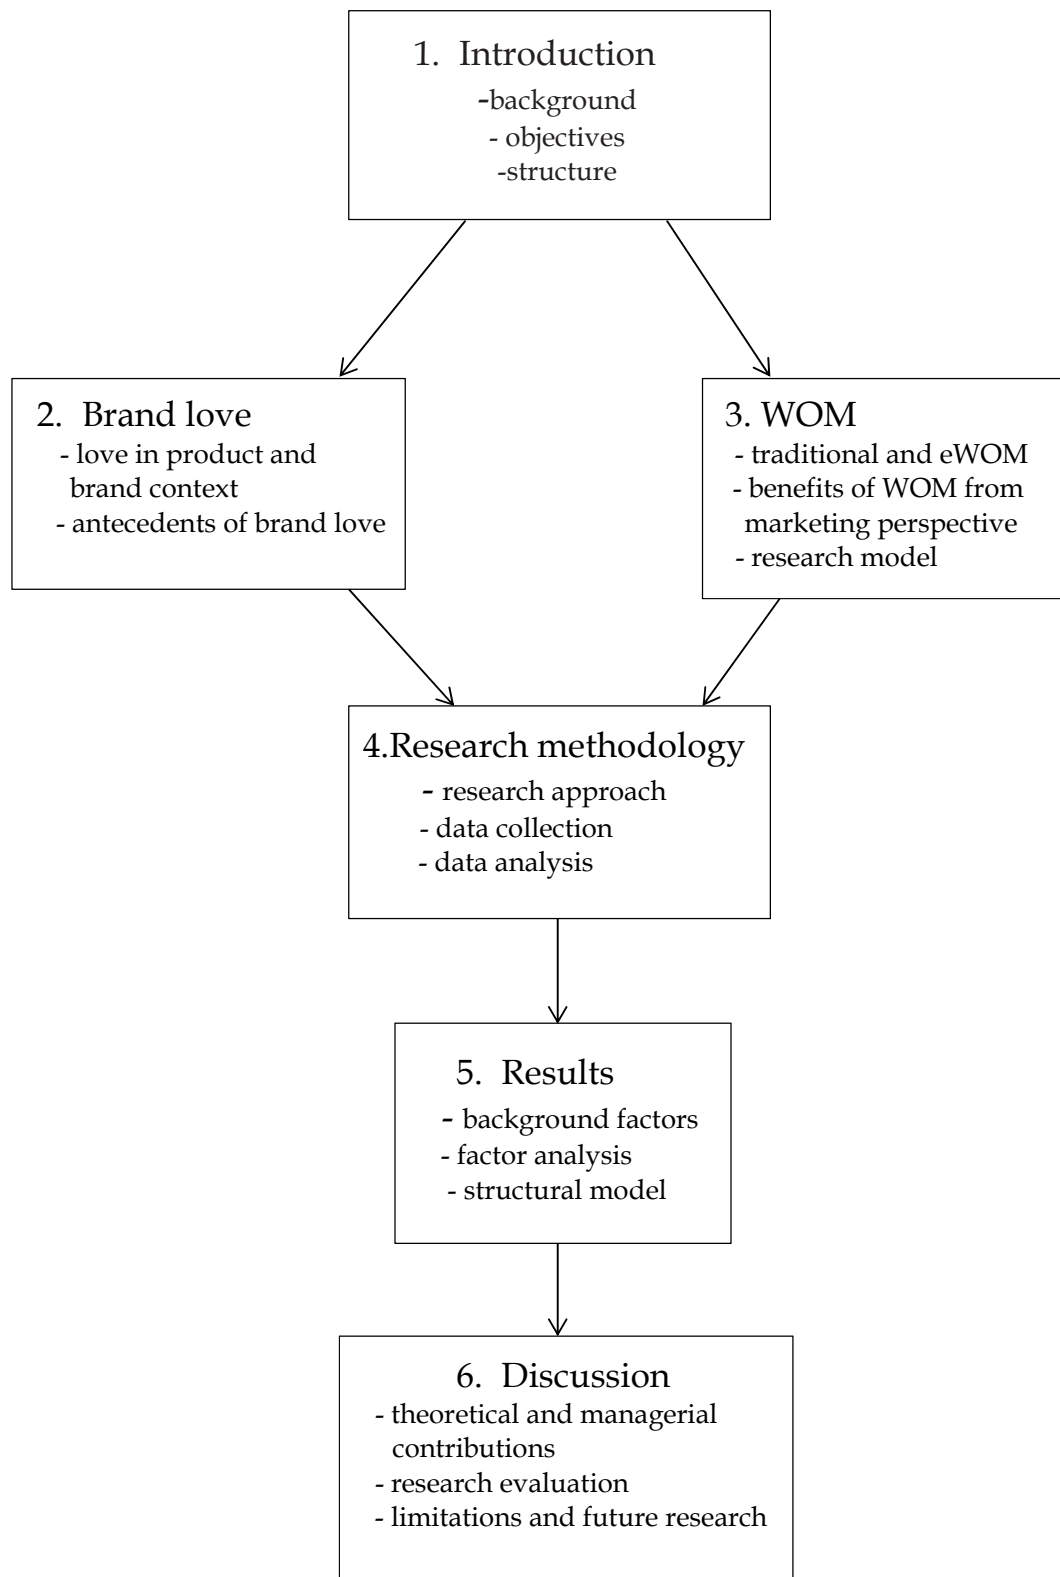 1. Introduction
-background
- objectives
-structure
2. Brand love
- love in product and
brand context
- antecedents of brand love
3. WOM
- traditional and eWOM
- benefits of WOM from
marketing perspective
- research model
4.Research methodology
- research approach
- data collection
- data analysis
5. Results
- background factors
- factor analysis
- structural model
6. Discussion
- theoretical and managerial
contributions
- research evaluation
- limitations and future research